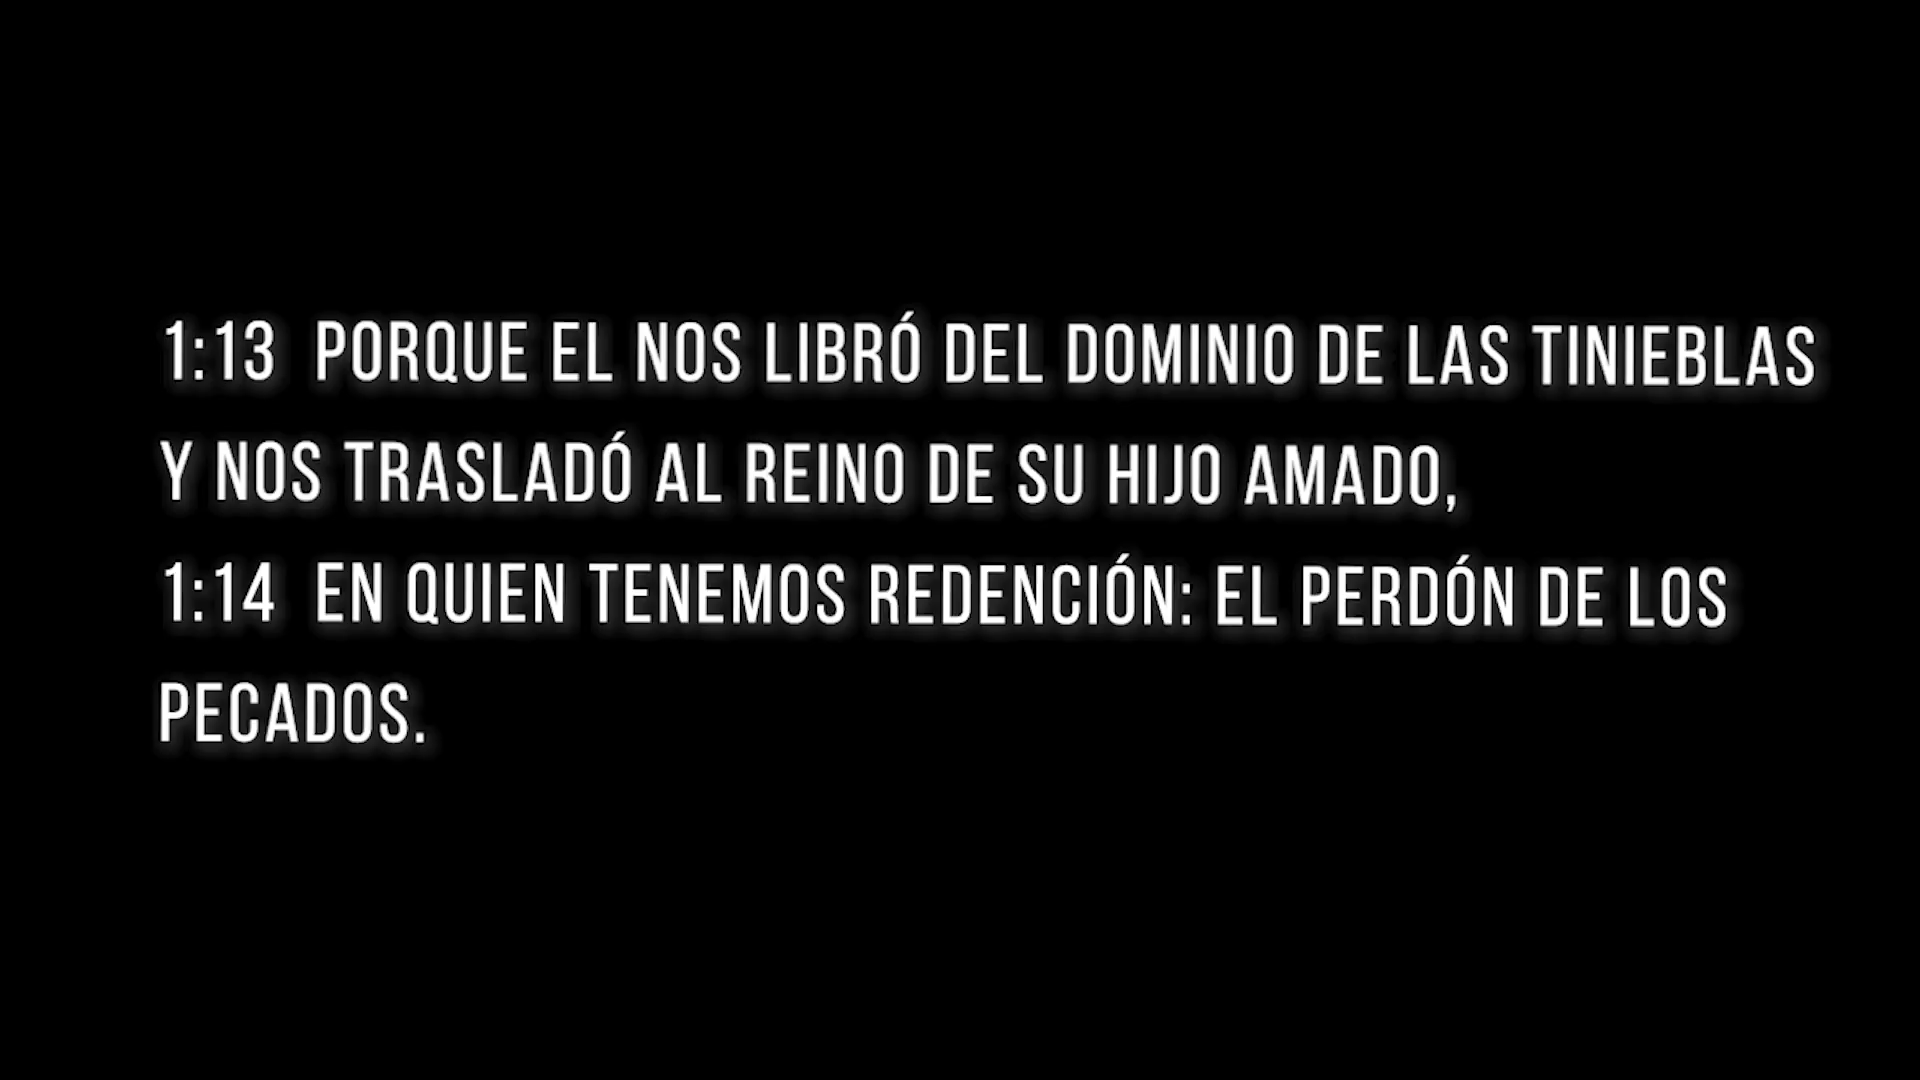 1:13  PORQUE EL NOS LIBRÓ DEL DOMINIO DE LAS TINIEBLAS
Y NOS TRASLADÓ AL REINO DE SU HIJO AMADO,
1:14  EN QUIEN TENEMOS REDENCIÓN: EL PERDÓN DE LOS
PECADOS.